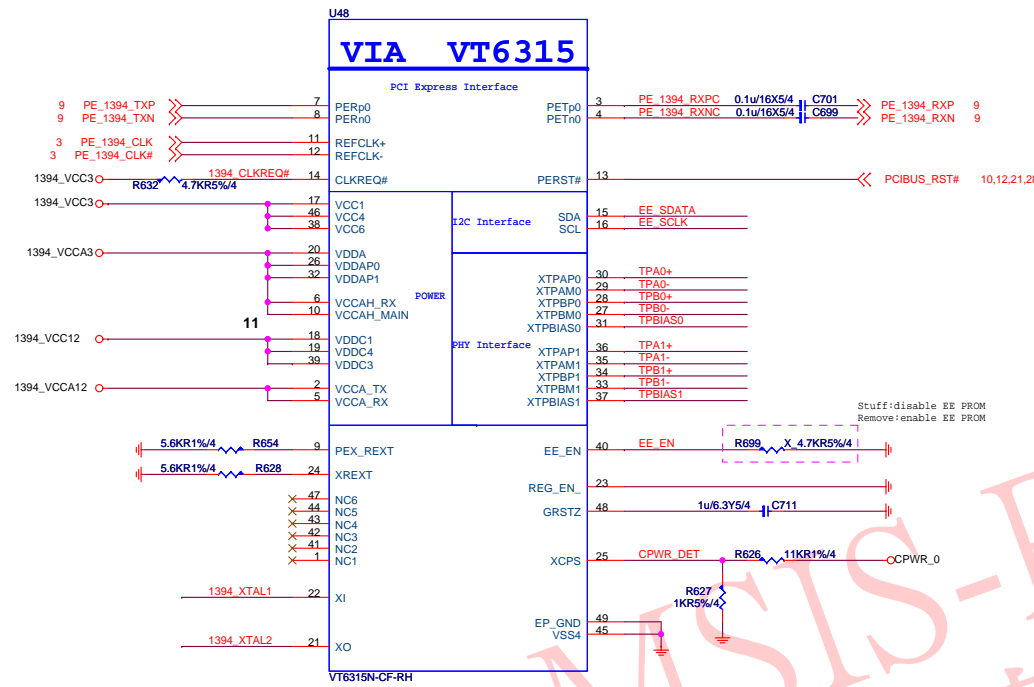 U48
VIA VT6315
PCI Express Interface
9 PE_1394_TXP 7 PERp0 PETp0 3 PE_1394_RXPC 0.1u/16X5/4 C701 PE_1394_RXP 9
9 PE_1394_TXN 8 PERn0 PETn0 4 PE_1394_RXNC 0.1u/16X5/4 C699 PE_1394_RXN 9
3 PE_1394_CLK 11 REFCLK+
3 PE_1394_CLK# 12 REFCLK-
1394_VCC3 R632 4.7KR5%/4 1394_CLKREQ# 14 CLKREQ# PERST# 13 PCIBUS_RST# 10,12,21,28
1394_VCC3 17 VCC1
46 VCC4 I2C Interface SDA 15 EE_SDATA
38 VCC6 SCL 16 EE_SCLK
1394_VCCA3 20 VDDA
26 VDDAP0
32 VDDAP1 XTPAP0 30 TPA0+
XTPAM0 29 TPA0-
6 VCCAH_RX POWER XTPBP0 28 TPB0+
10 VCCAH_MAIN XTPBM0 27 TPB0-
11 XTPBIAS0 31 TPBIAS0
1394_VCC12 18 VDDC1
19 VDDC4 PHY Interface XTPAP1 36 TPA1+
39 VDDC3 XTPAM1 35 TPA1-
XTPBP1 34 TPB1+
1394_VCCA12 2 VCCA_TX XTPBM1 33 TPB1-
5 VCCA_RX XTPBIAS1 37 TPBIAS1
Stuff:disable EE PROM
Remove:enable EE PROM
5.6KR1%/4 R654 9 PEX_REXT EE_EN 40 EE_EN R699 X_4.7KR5%/4
5.6KR1%/4 R628 24 XREXT
REG_EN_ 23
47 NC6
44 NC5 GRSTZ 48 1u/6.3Y5/4 C711
43 NC4
42 NC3
41 NC2
1 NC1 XCPS 25 CPWR_DET R626 11KR1%/4 CPWR_0
R627
1KR5%/4
1394_XTAL1 22 XI
EP_GND 49
VSS4 45
1394_XTAL2 21 XO
VT6315N-CF-RH
MSIS-